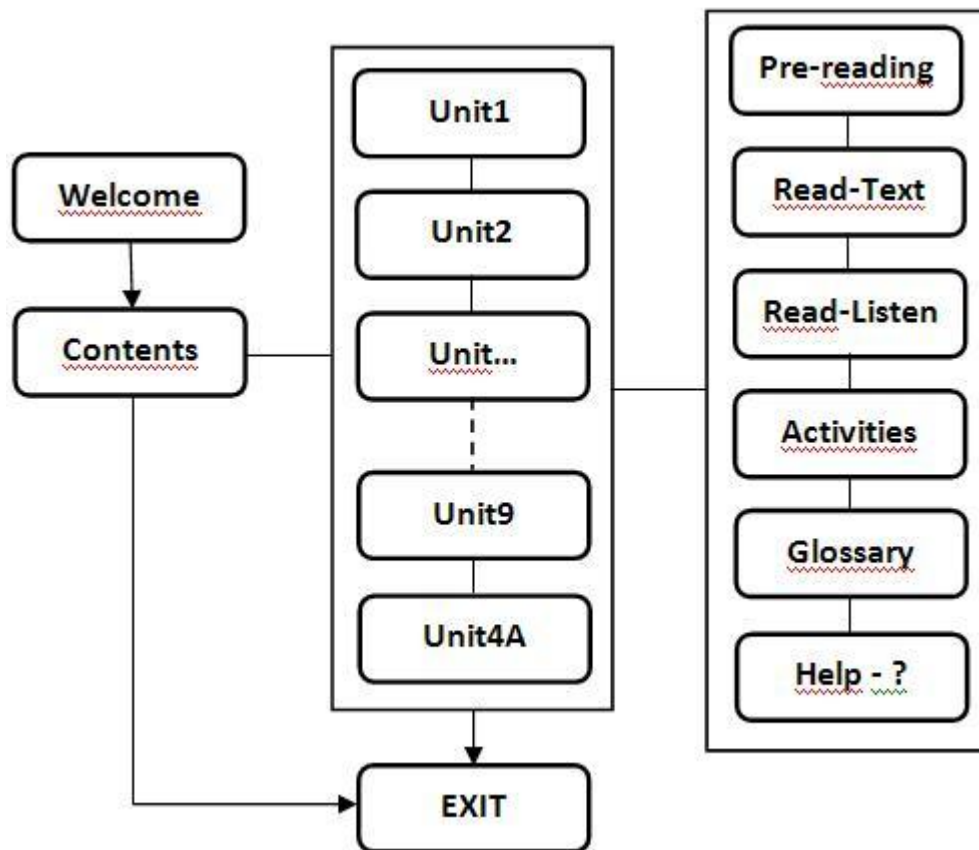 Welcome
Contents
Unit1
Unit2
Unit...
Unit9
Unit4A
EXIT
Pre-reading
Read-Text
Read-Listen
Activities
Glossary
Help - ?